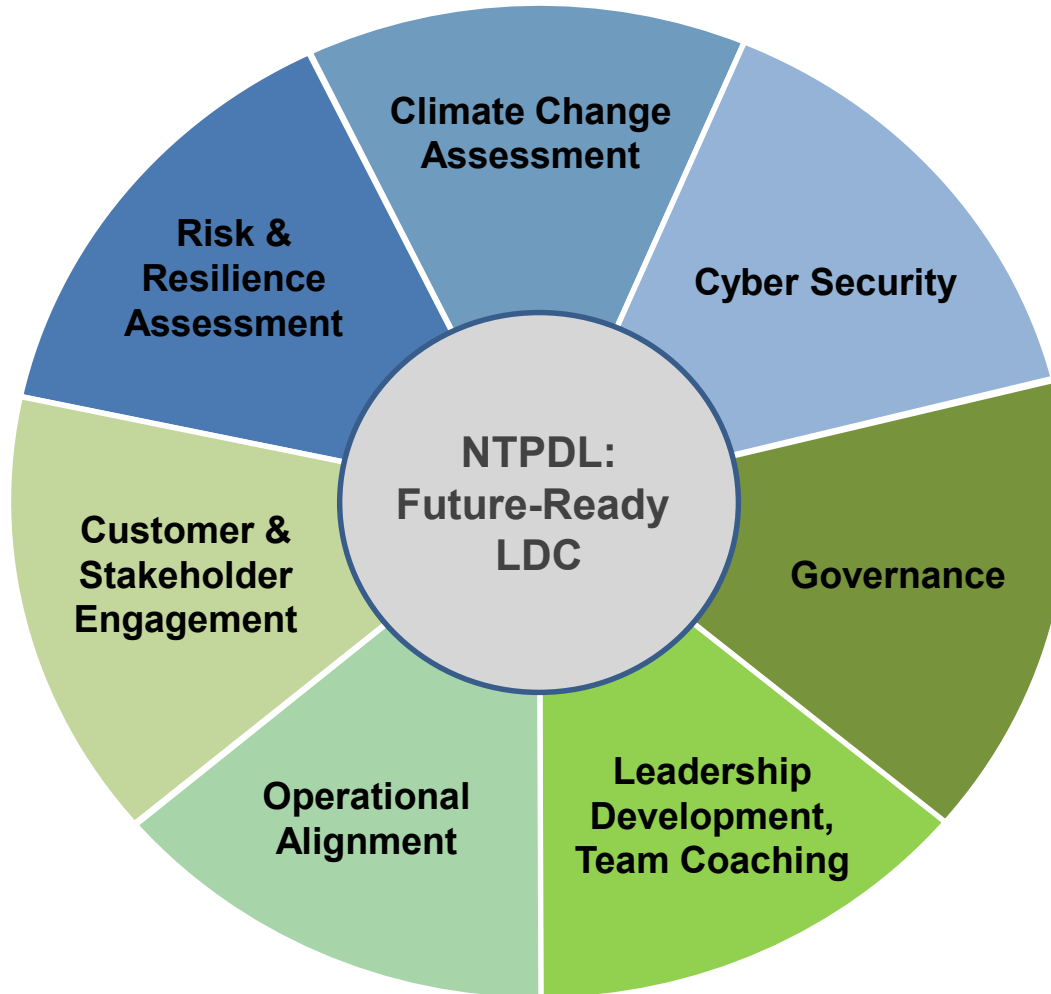 Climate Change
Assessment
Cyber Security
Governance
Leadership
Development,
Team Coaching
Operational
Alignment
Customer &
Stakeholder
Engagement
Risk &
Resilience
Assessment
NTPDL:
Future-Ready
LDC